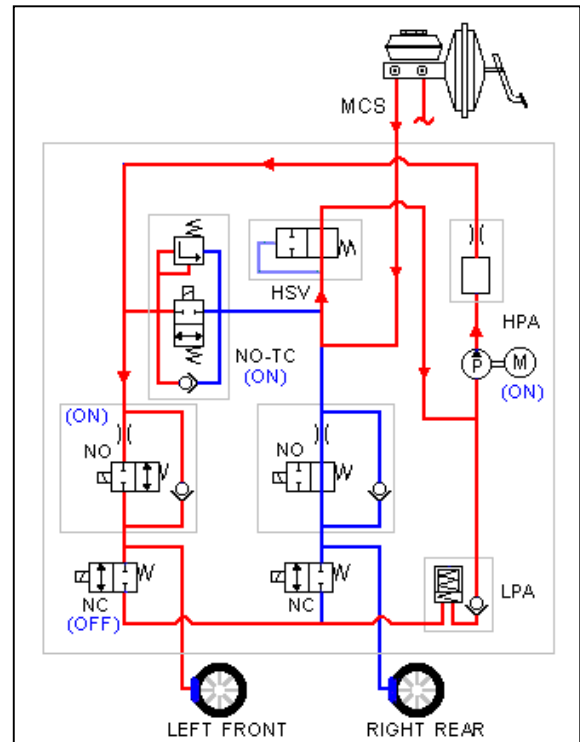 MCS
HSV
HPA
P
M
(ON)
NO-TC
(ON)
(ON)
NO
NO
NC
(OFF)
NC
LPA
LEFT FRONT
RIGHT REAR